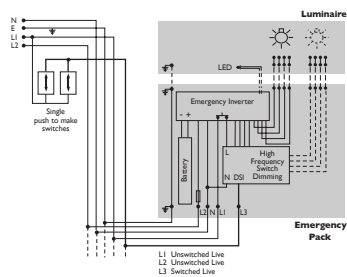 Luminaire
N
E
L1
L2
LED
Single
push to make
switches
Emergency Inverter
- +
Battery
L
High
Frequency
Switch
Dimming
N DSI
L2 N L1
L3
Emergency
Pack
L1 Unswitched Live
L2 Unswitched Live
L3 Switched Live